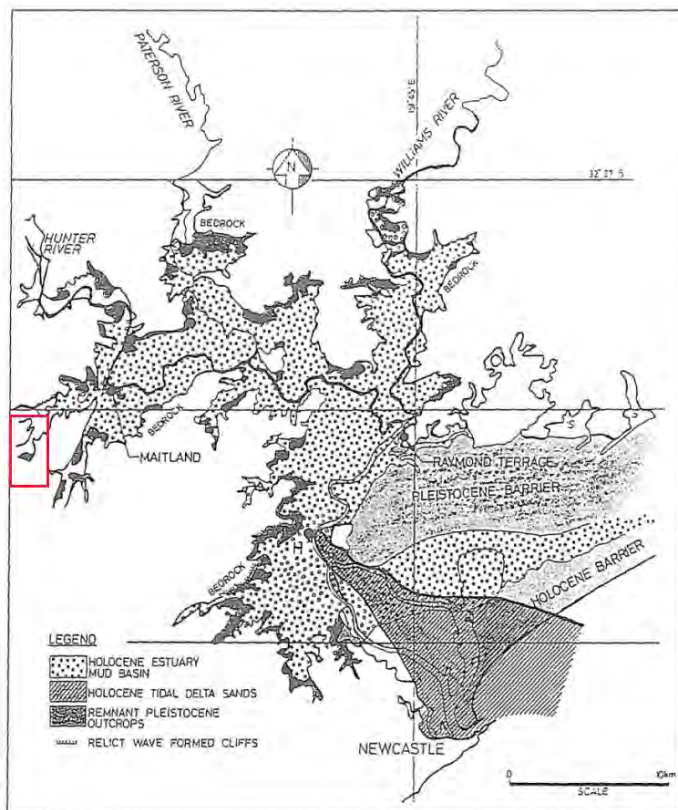 PATERSON RIVER
WILLIAMS RIVER
N
32° 37' S
BEDROCK
HUNTER
RIVER
BEDROCK
BEDROCK
MAITLAND
S
S
RAYMOND TERRACE
PLEISTOCENE BARRIER
H
HOLOCENE BARRIER
BEDROCK
LEGEND
HOLOCENE ESTUARY
MUD BASIN
HOLOCENE TIDAL DELTA SANDS
REMNANT PLEISTOCENE
OUTCROPS
RELICT WAVE FORMED CLIFFS
NEWCASTLE
0 10km
SCALE